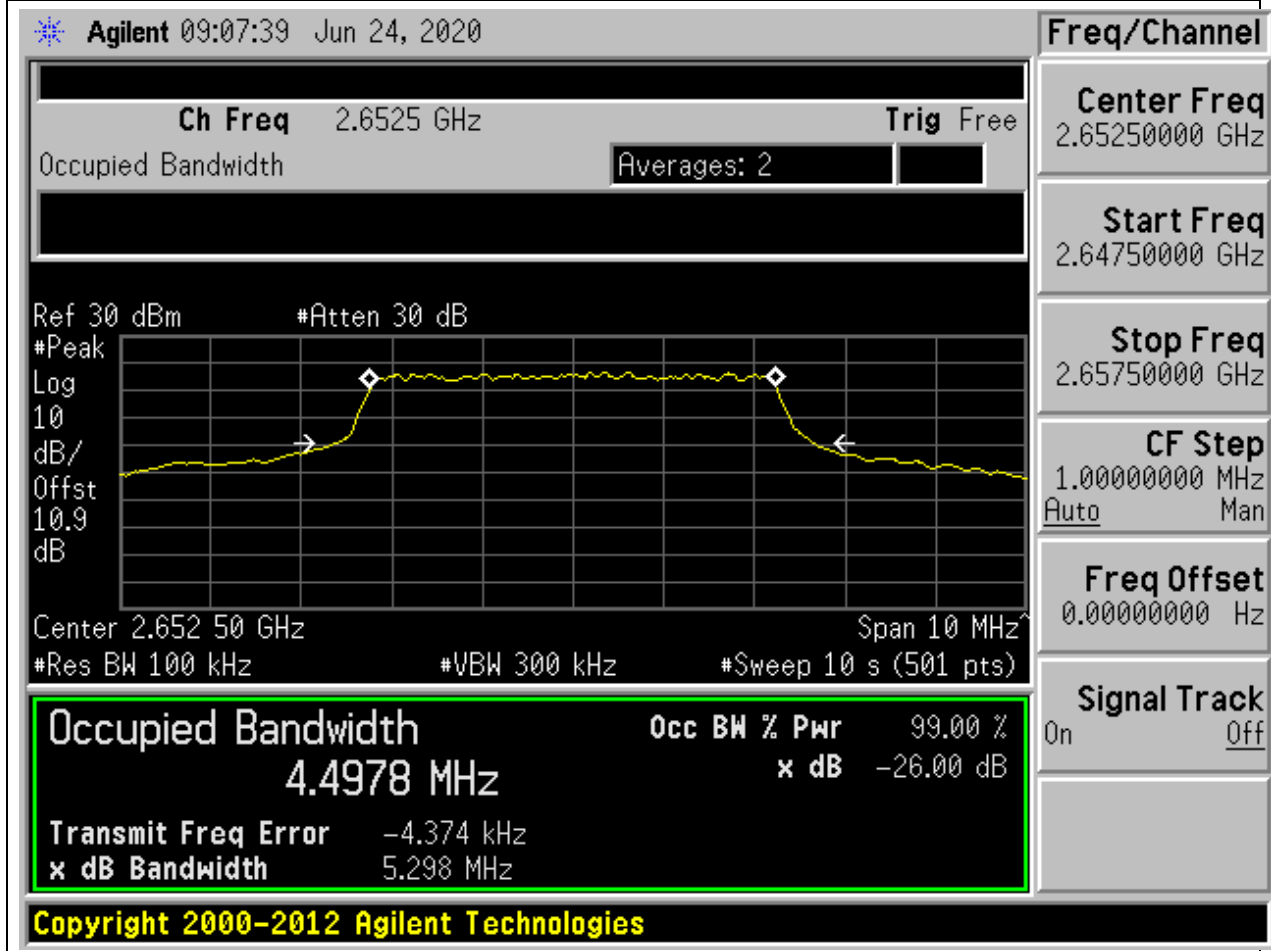 Agilent 09:07:39 Jun 24, 2020
Ch Freq 2.6525 GHz Trig Free
Occupied Bandwidth Averages: 2
Ref 30 dBm #Atten 30 dB
#Peak
Log
10
dB/
Offst
10.9
dB
Center 2.652 50 GHz Span 10 MHz^
#Res BW 100 kHz #VBW 300 kHz #Sweep 10 s (501 pts)
Occupied Bandwidth Occ BW % Pwr 99.00 %
4.4978 MHz x dB -26.00 dB
Transmit Freq Error -4.374 kHz
x dB Bandwidth 5.298 MHz
Copyright 2000-2012 Agilent Technologies
Freq/Channel
Center Freq
2.65250000 GHz
Start Freq
2.64750000 GHz
Stop Freq
2.65750000 GHz
CF Step
1.00000000 MHz
Auto Man
Freq Offset
0.00000000 Hz
Signal Track
On Off